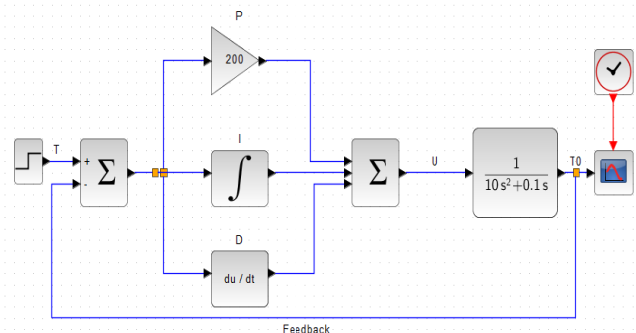 P
200
T
+
-
Σ
I
∫
Σ
U
1
10s²+0.1s
T0
D
du / dt
Feedback